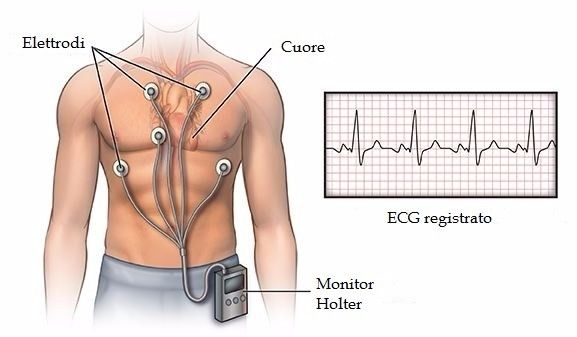 Elettrodi
Cuore
ECG registrato
Monitor
Holter